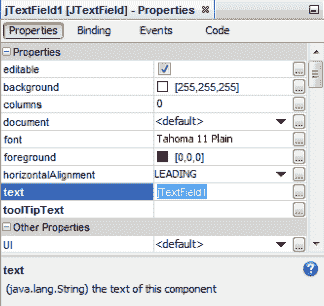 jTextField1 [JTextField] - Properties
Properties Binding Events Code
Properties
editable
background [255,255,255]
columns 0
document <default>
font Tahoma 11 Plain
foreground [0,0,0]
horizontalAlignment LEADING
text jTextField1
toolTipText
Other Properties
UI <default>
text
(java.lang.String) the text of this component